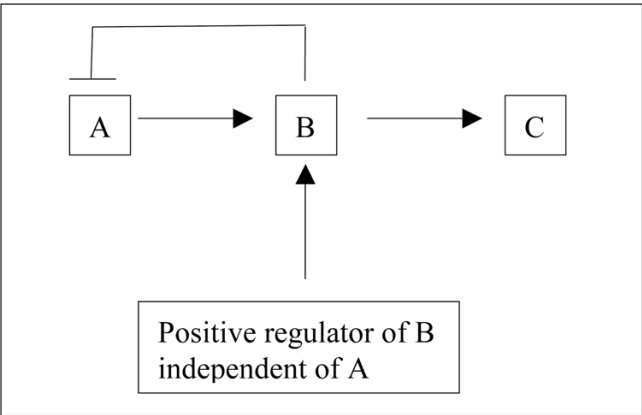 A
B
C
Positive regulator of B
independent of A